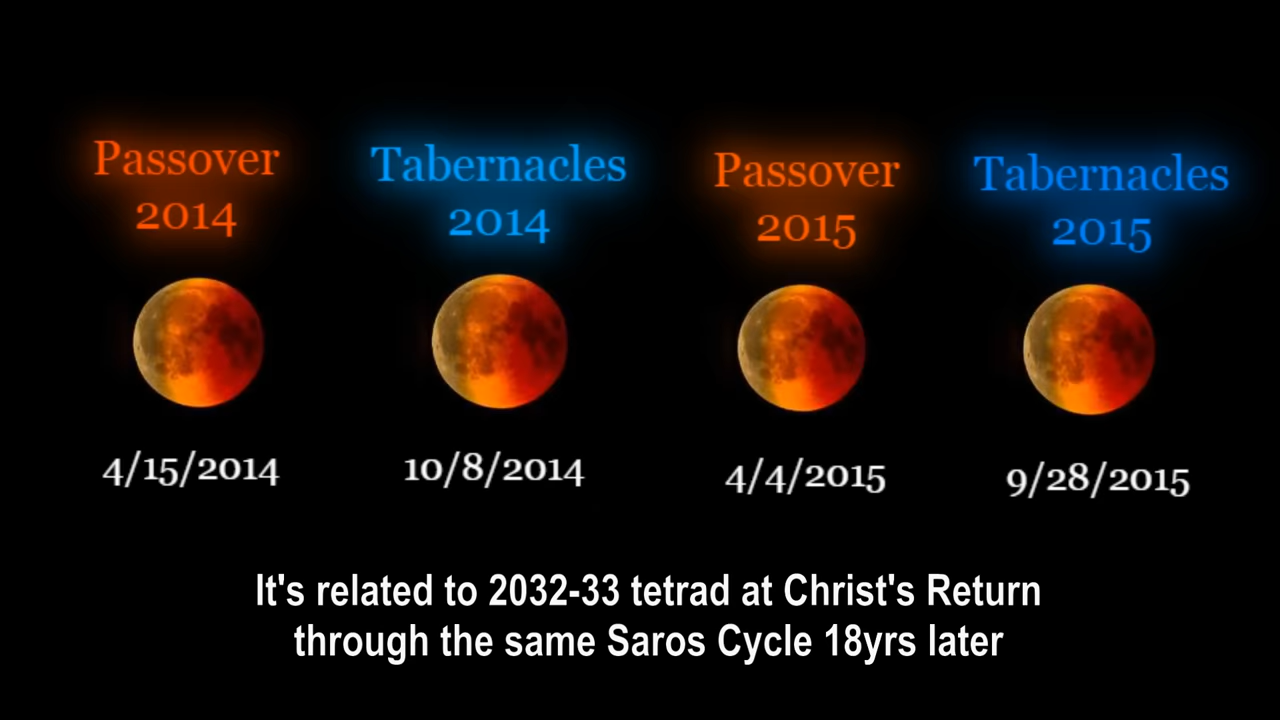 Passover
2014
Tabernacles
2014
Passover
2015
Tabernacles
2015
4/15/2014
10/8/2014
4/4/2015
9/28/2015
It's related to 2032-33 tetrad at Christ's Return
through the same Saros Cycle 18yrs later